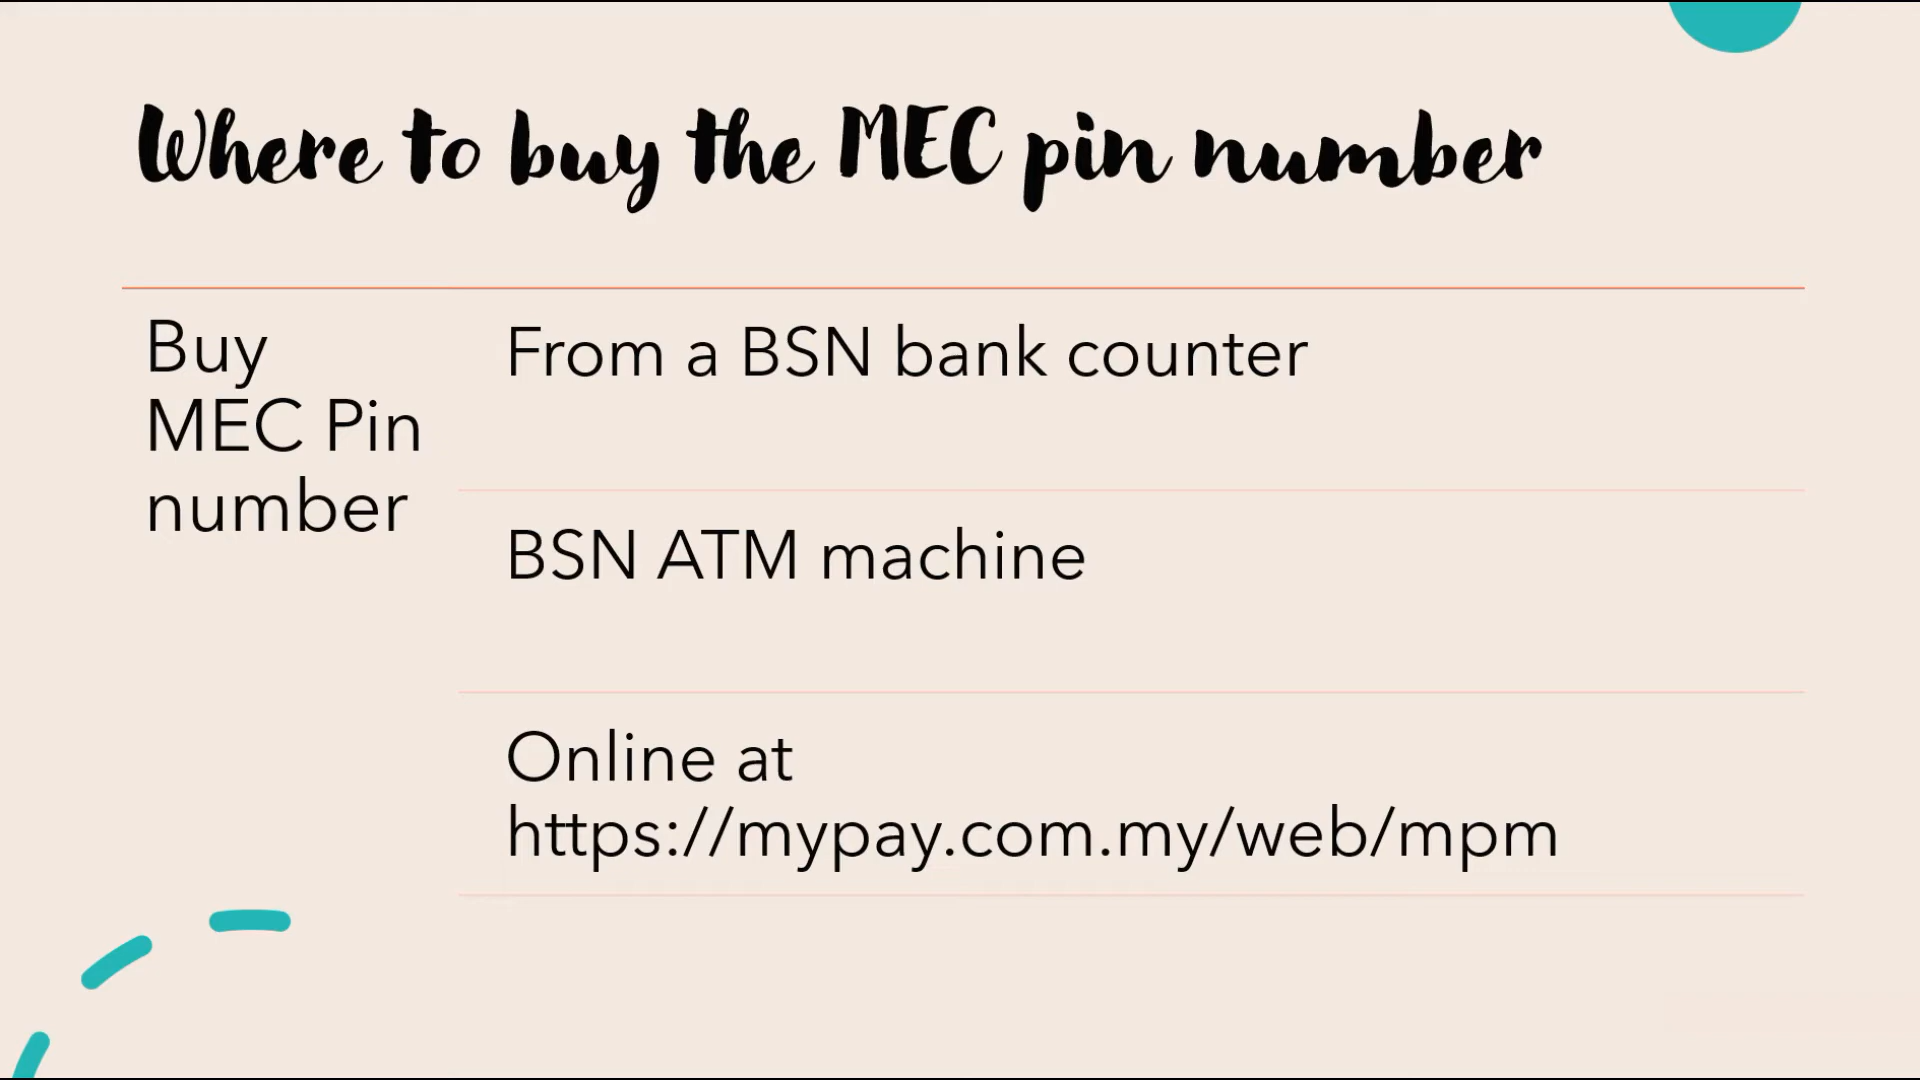 Where to buy the MEC pin number
Buy
MEC Pin
number
From a BSN bank counter
BSN ATM machine
Online at
https://mypay.com.my/web/mpm